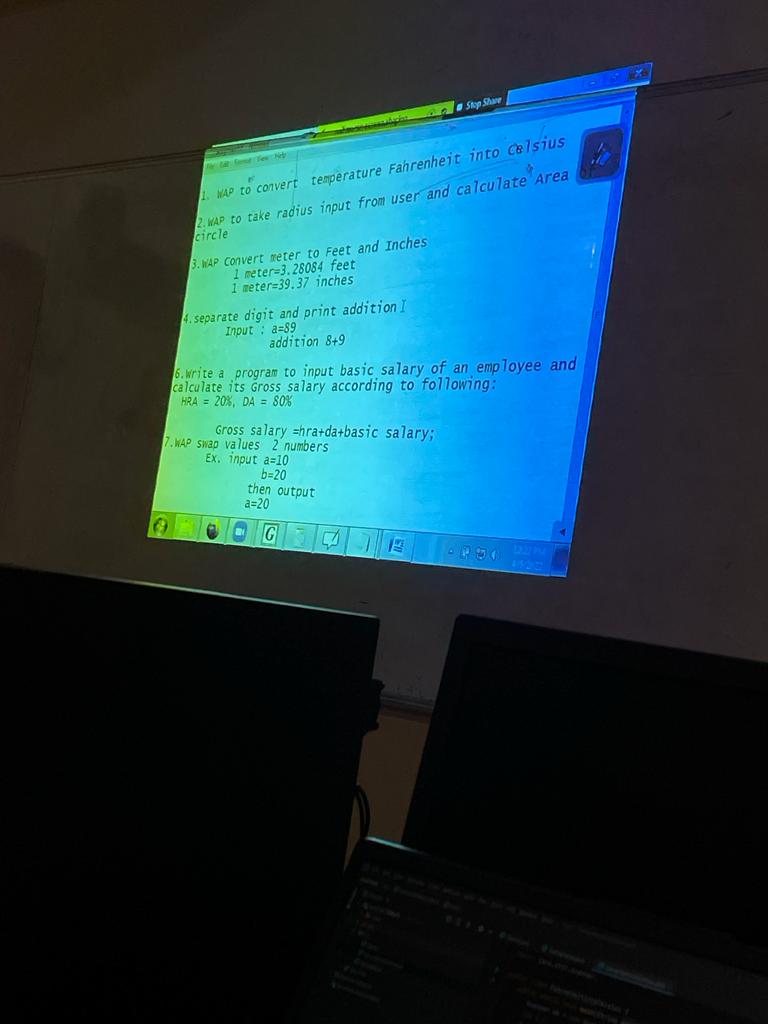 Stop Share
File Edit Format View Help
1. WAP to convert temperature Fahrenheit into Celsius
2.WAP to take radius input from user and calculate Area of
circle
3.WAP Convert meter to Feet and Inches
1 meter=3.28084 feet
1 meter=39.37 inches
4.separate digit and print addition
Input : a=89
addition 8+9
6.Write a program to input basic salary of an employee and
calculate its Gross salary according to following:
HRA = 20%, DA = 80%
Gross salary =hra+da+basic salary;
7.WAP swap values 2 numbers
Ex. input a=10
b=20
then output
a=20
G
12:27 PM